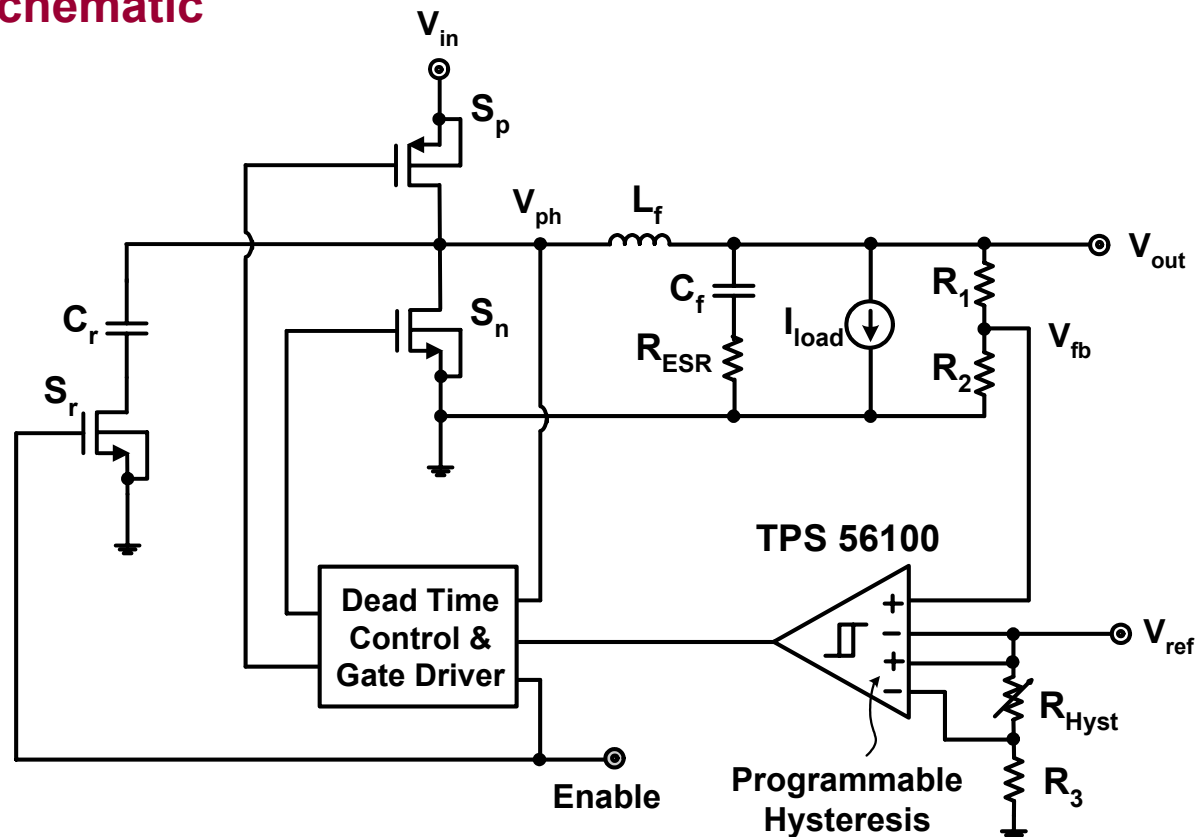 chematic
V_in
S_p
V_ph
L_f
V_out
C_r
S_n
C_f
I_load
R_1
V_fb
R_ESR
R_2
S_r
TPS 56100
Dead Time
Control &
Gate Driver
+
−
+
−
V_ref
R_Hyst
Enable
Programmable
Hysteresis
R_3